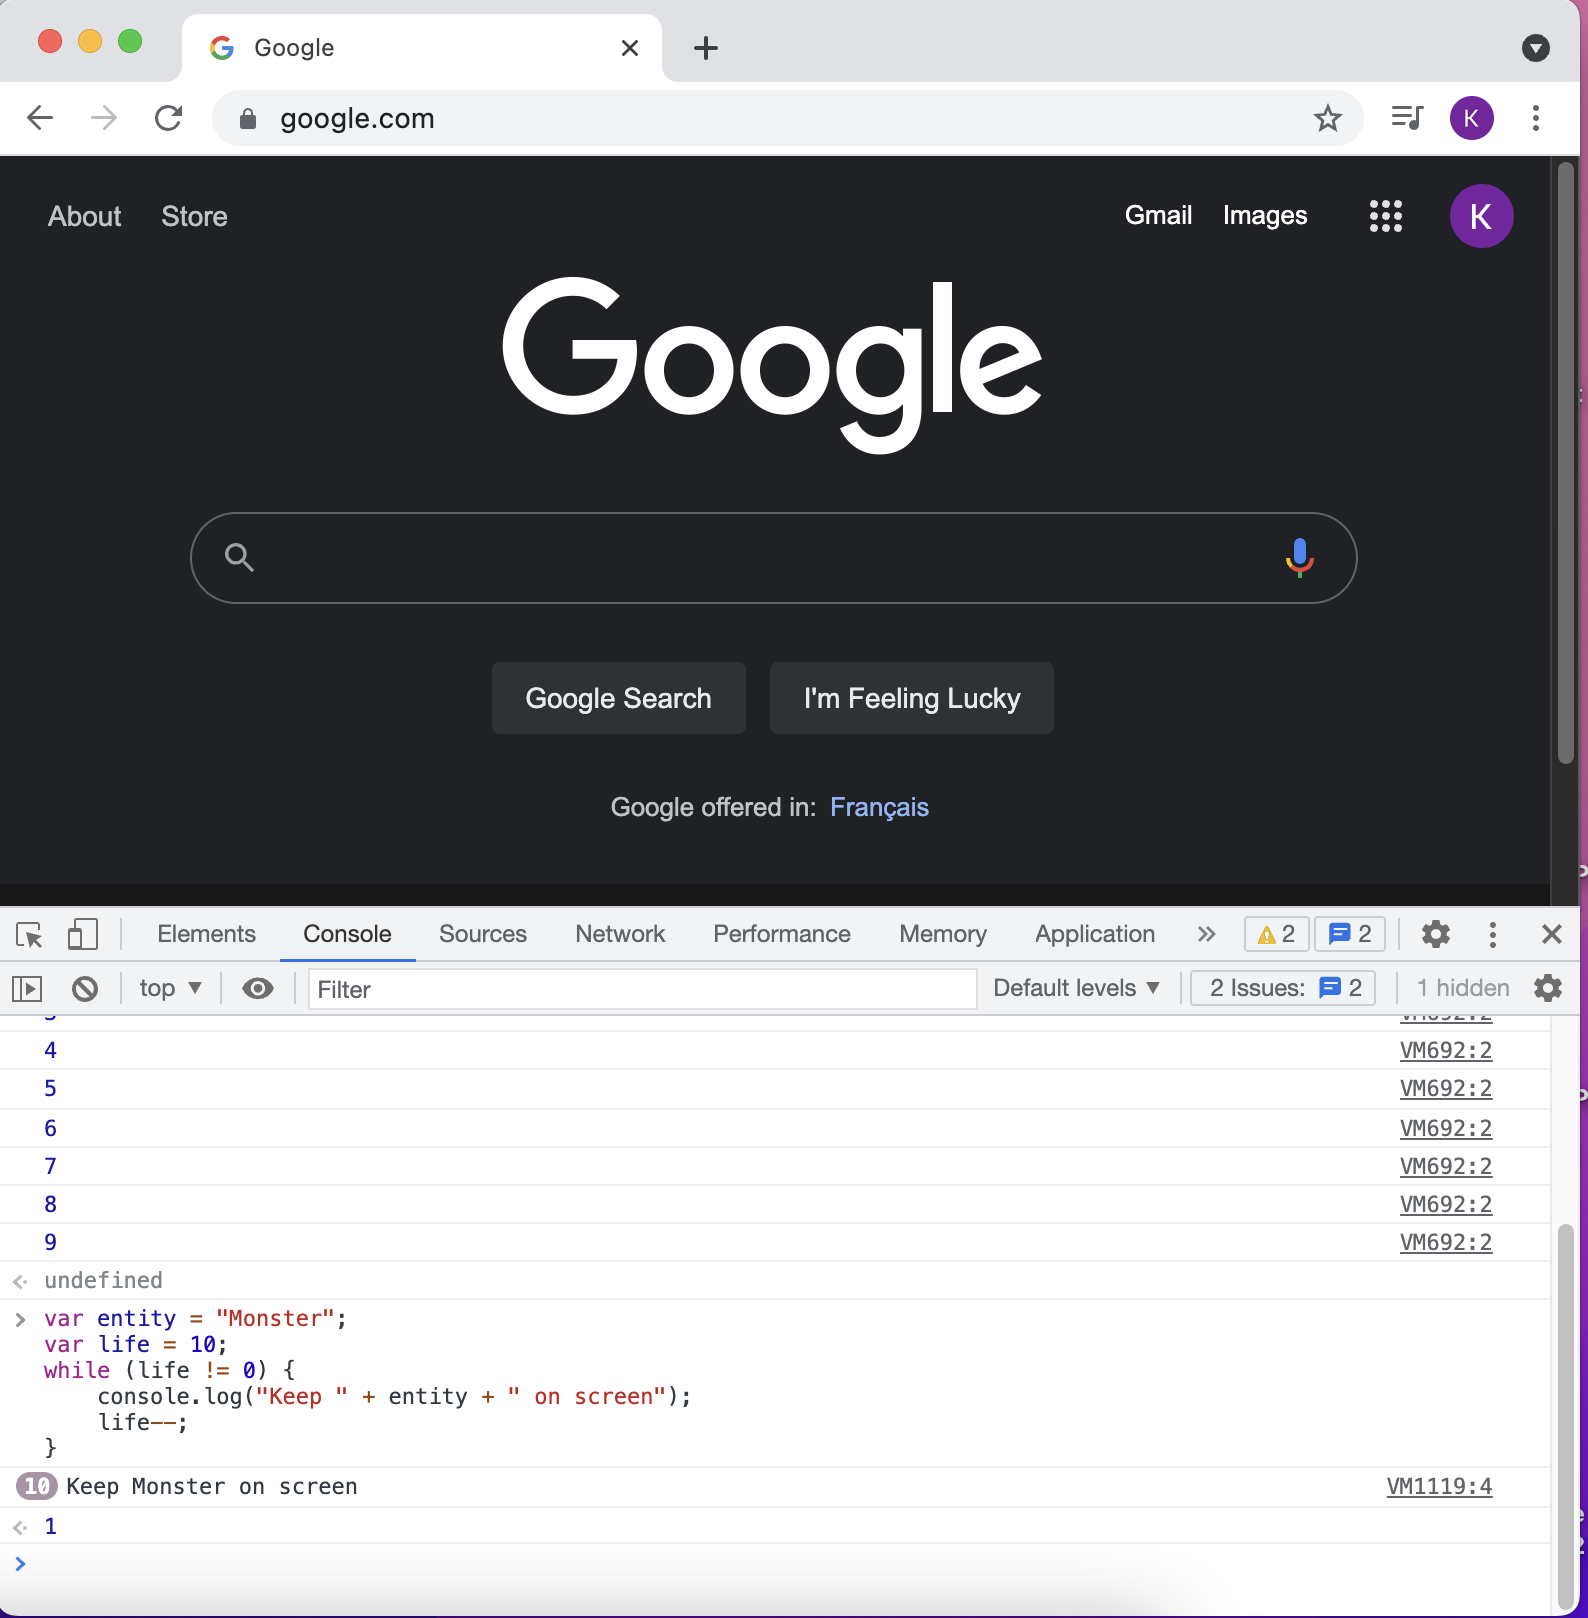 Google
google.com
K
About Store Gmail Images K
Google
Google Search I'm Feeling Lucky
Google offered in: Français
Elements Console Sources Network Performance Memory Application 2 2
top Filter Default levels 2 Issues: 2 1 hidden
4 VM692:2
5 VM692:2
6 VM692:2
7 VM692:2
8 VM692:2
9 VM692:2
undefined
var entity = "Monster";
var life = 10;
while (life != 0) {
console.log("Keep " + entity + " on screen");
life--;
}
10 Keep Monster on screen VM1119:4
1